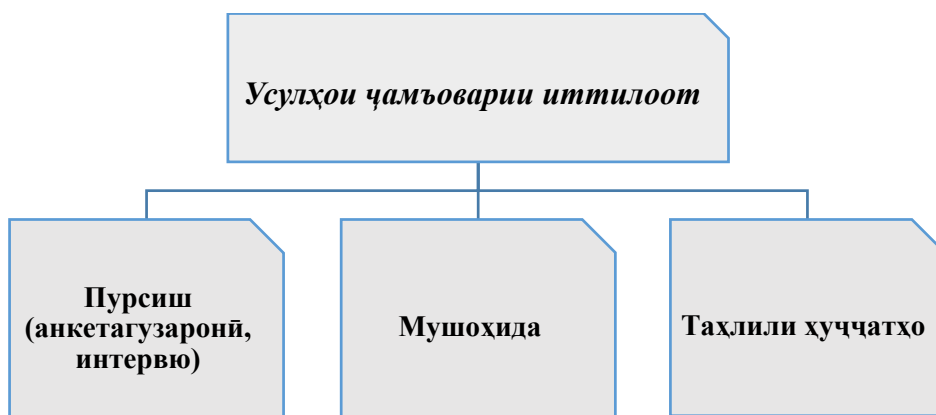 Усулҳои ҷамъоварии иттилоот
Пурсиш
(анкетагузаронӣ,
интервю)
Мушоҳида
Таҳлили ҳуҷҷатҳо